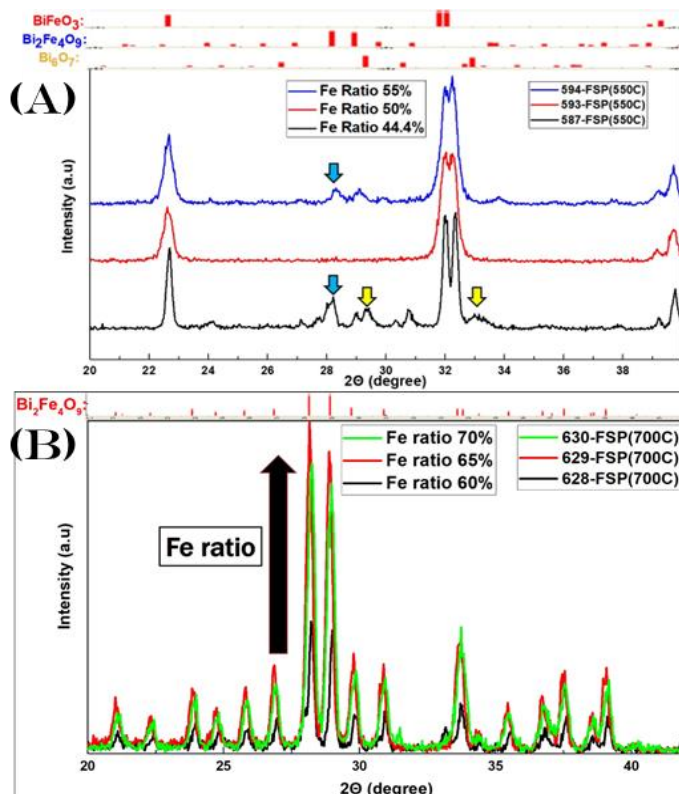 BiFeO₃:
Bi₂Fe₄O₉:
Bi₆O₇:
(A)
Fe Ratio 55%
Fe Ratio 50%
Fe Ratio 44.4%
594-FSP(550C)
593-FSP(550C)
587-FSP(550C)
Intensity (a.u)
20 22 24 26 28 30 32 34 36 38
2Θ (degree)
Bi₂Fe₄O₉:
(B)
Fe ratio 70%
Fe ratio 65%
Fe ratio 60%
630-FSP(700C)
629-FSP(700C)
628-FSP(700C)
Fe ratio
Intensity (a.u)
20 25 30 35 40
2Θ (degree)